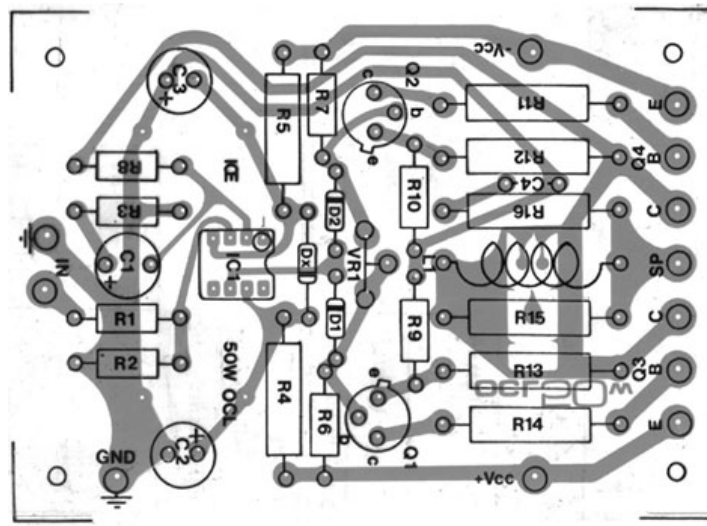 -Vcc
C3
+
R5
R7
c
Q2
b
e
R11
E
R12
Q4
B
R8
ICE
R3
D2
R10
C4
R16
C
IN
C1
+
IC1
Dx
VR1
L1
SP
R1
R2
50W OCL
R4
D1
R9
R15
C
R13
Q3
B
ocr20m
R6
e
b
c
Q1
R14
E
GND
C2
+
+Vcc